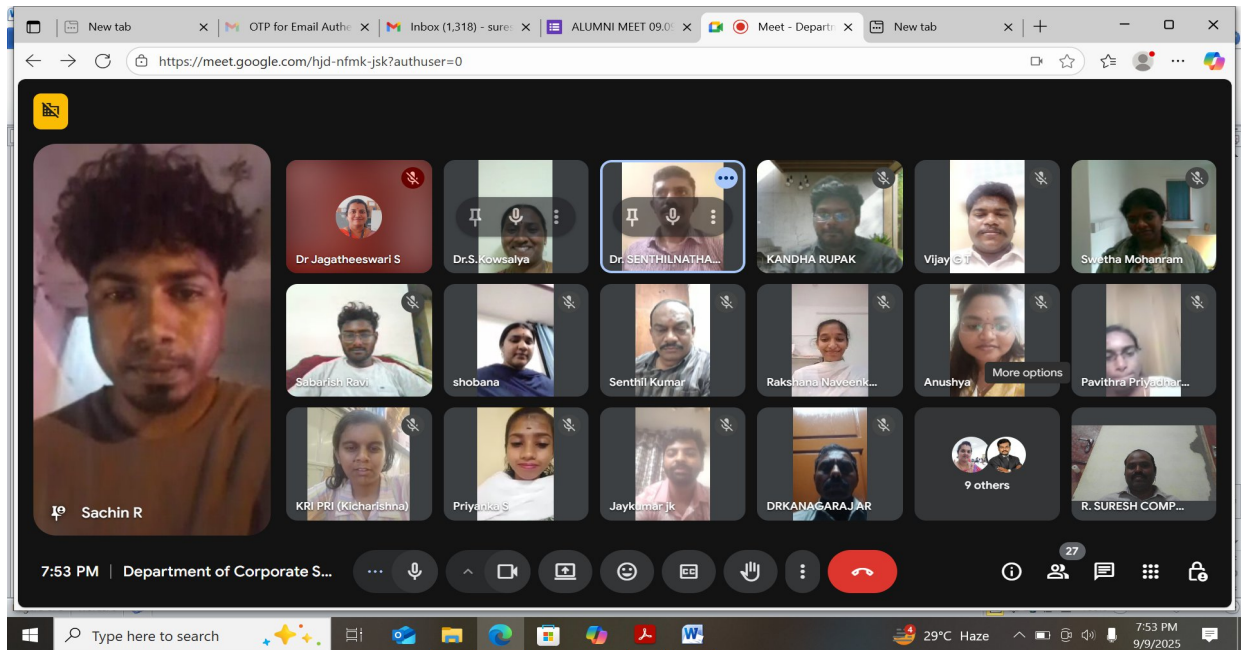 New tab
OTP for Email Authe
Inbox (1,318) - sures
ALUMNI MEET 09.09
Meet - Departm
New tab
https://meet.google.com/hjd-nfmk-jsk?authuser=0
Dr Jagatheeswari S
Dr.S.Kowsalya
Dr. SENTHILNATHA...
KANDHA RUPAK
Vijay G T
Swetha Mohanram
Sabarish Ravi
shobana
Senthil Kumar
Rakshana Naveenk...
Anushya
More options
Pavithra Priyadhar...
Sachin R
KRI PRI (Kicharishna)
Priyanka S
Jaykumar jk
DRKANAGARAJ AR
9 others
R. SURESH COMP...
7:53 PM | Department of Corporate S...
CC
27
Type here to search
4
29°C Haze
7:53 PM
9/9/2025